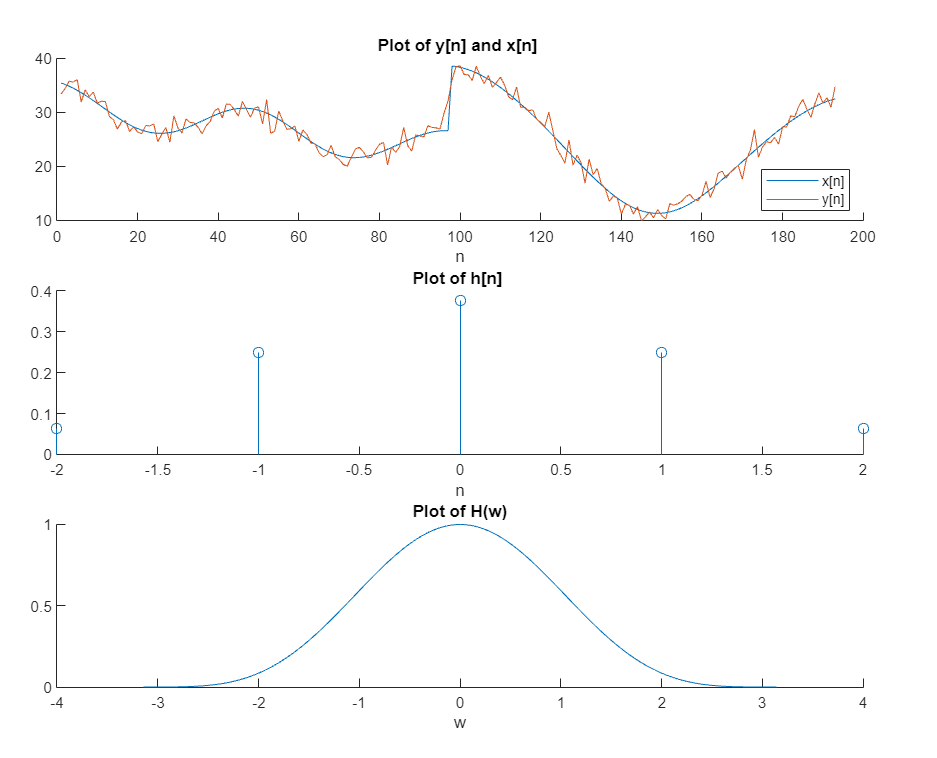 Plot of y[n] and x[n]
40
30
20
10
x[n]
y[n]
0 20 40 60 80 100 120 140 160 180 200
n
Plot of h[n]
0.4
0.3
0.2
0.1
0
-2 -1.5 -1 -0.5 0 0.5 1 1.5 2
n
Plot of H(w)
1
0.5
0
-4 -3 -2 -1 0 1 2 3 4
w